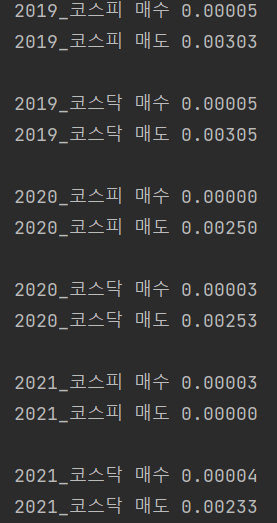 2019_코스피 매수 0.00005
2019_코스피 매도 0.00303
2019_코스닥 매수 0.00005
2019_코스닥 매도 0.00305
2020_코스피 매수 0.00000
2020_코스피 매도 0.00250
2020_코스닥 매수 0.00003
2020_코스닥 매도 0.00253
2021_코스피 매수 0.00003
2021_코스피 매도 0.00000
2021_코스닥 매수 0.00004
2021_코스닥 매도 0.00233